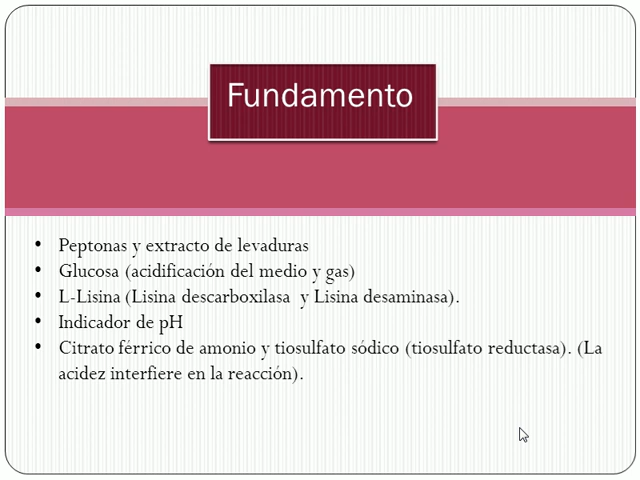 Fundamento
• Peptonas y extracto de levaduras
• Glucosa (acidificación del medio y gas)
• L-Lisina (Lisina descarboxilasa y Lisina desaminasa).
• Indicador de pH
• Citrato férrico de amonio y tiosulfato sódico (tiosulfato reductasa). (La
acidez interfiere en la reacción).